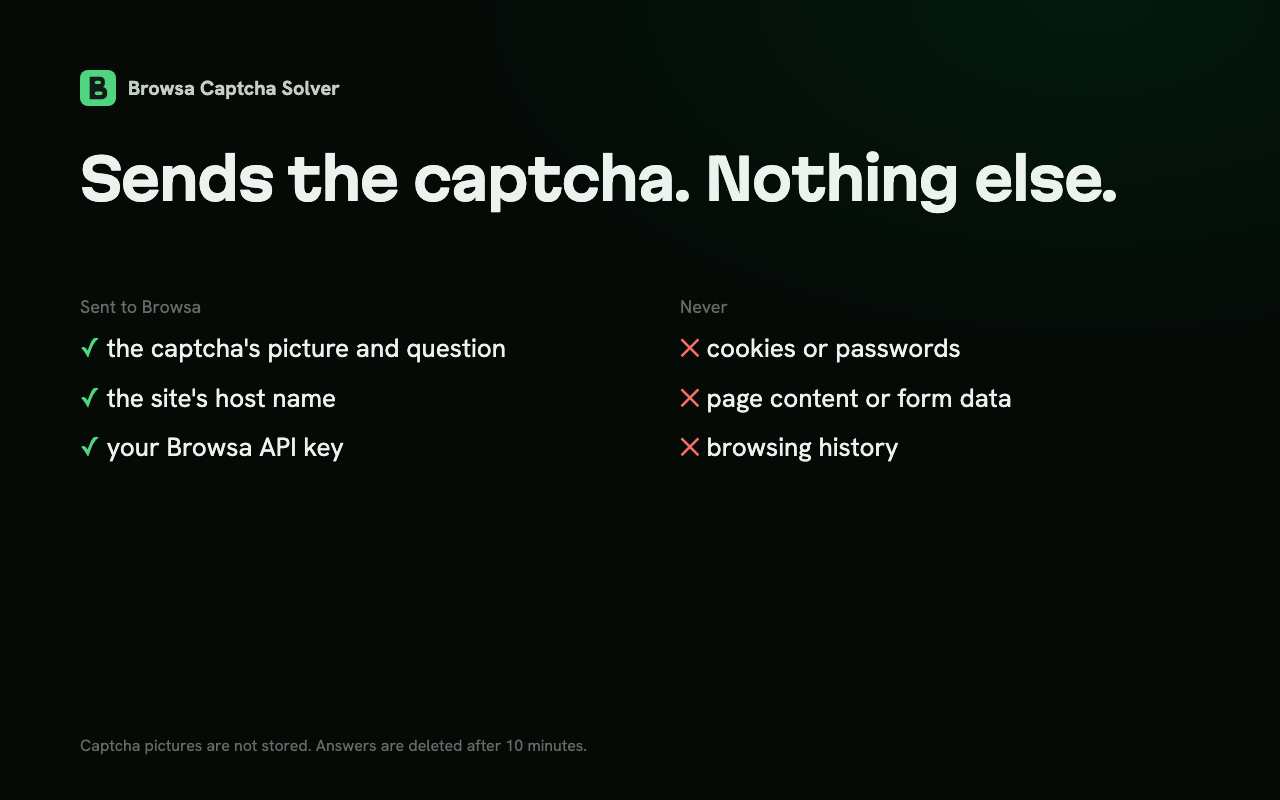 Browsa Captcha Solver
Sends the captcha. Nothing else.
Sent to Browsa
✓ the captcha's picture and question
✓ the site's host name
✓ your Browsa API key
Never
✕ cookies or passwords
✕ page content or form data
✕ browsing history
Captcha pictures are not stored. Answers are deleted after 10 minutes.